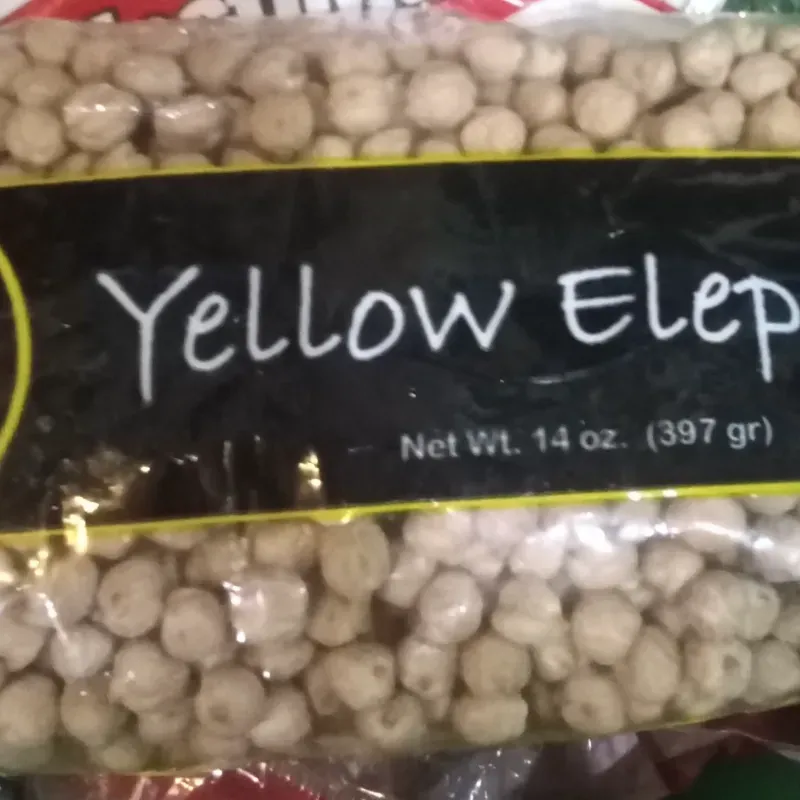 Yellow Elep
Net Wt. 14 oz. (397 gr)